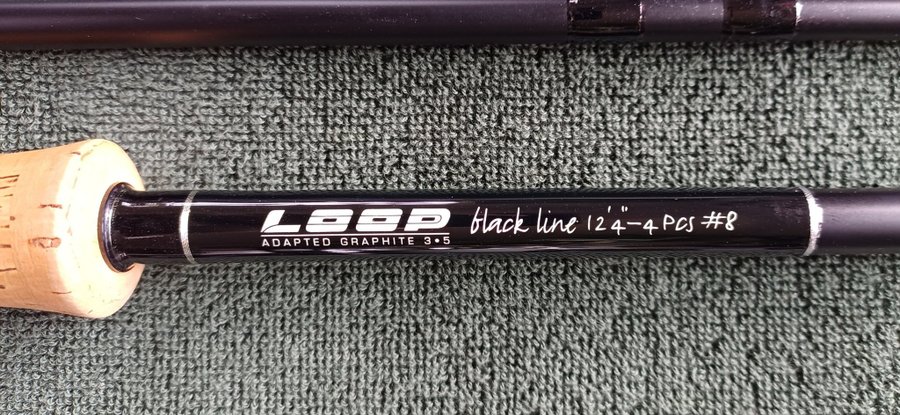 LOOP black line 12'4"-4 PCS #8
ADAPTED GRAPHITE 3•5